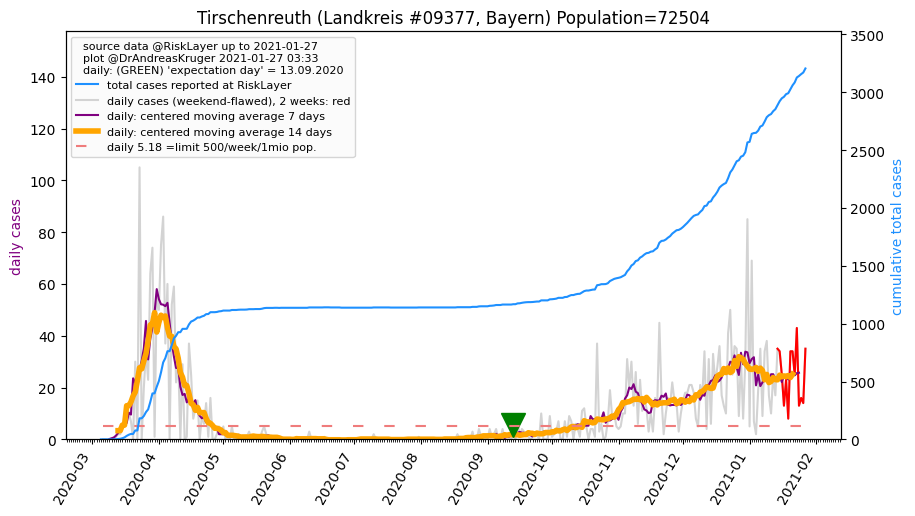 Tirschenreuth (Landkreis #09377, Bayern) Population=72504
source data @RiskLayer up to 2021-01-27
plot @DrAndreasKruger 2021-01-27 03:33
daily: (GREEN) 'expectation day' = 13.09.2020
total cases reported at RiskLayer
daily cases (weekend-flawed), 2 weeks: red
daily: centered moving average 7 days
daily: centered moving average 14 days
daily 5.18 =limit 500/week/1mio pop.
daily cases
140
120
100
80
60
40
20
0
3500
3000
2500
2000
1500
1000
500
0
cumulative total cases
2020-03
2020-04
2020-05
2020-06
2020-07
2020-08
2020-09
2020-10
2020-11
2020-12
2021-01
2021-02